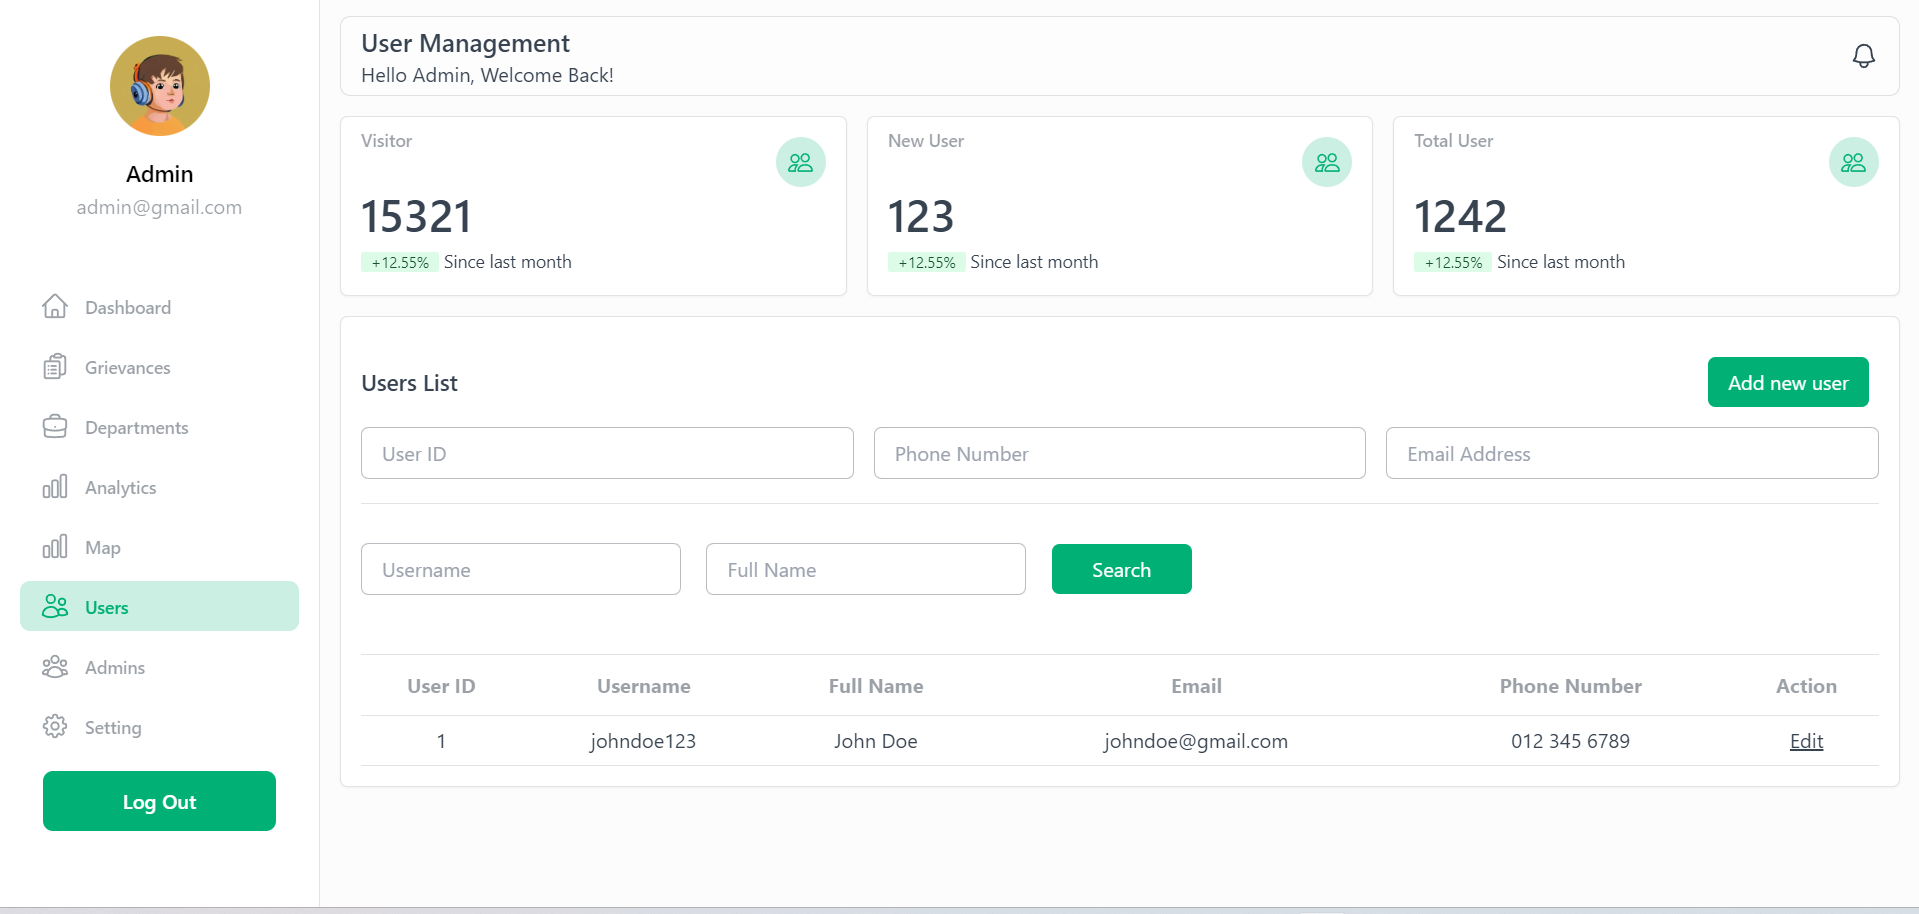 Admin
admin@gmail.com
Dashboard
Grievances
Departments
Analytics
Map
Users
Admins
Setting
Log Out
User Management
Hello Admin, Welcome Back!
Visitor
15321
+12.55% Since last month
New User
123
+12.55% Since last month
Total User
1242
+12.55% Since last month
Users List
Add new user
User ID Phone Number Email Address
Username Full Name Search
User ID Username Full Name Email Phone Number Action
1 johndoe123 John Doe johndoe@gmail.com 012 345 6789 Edit